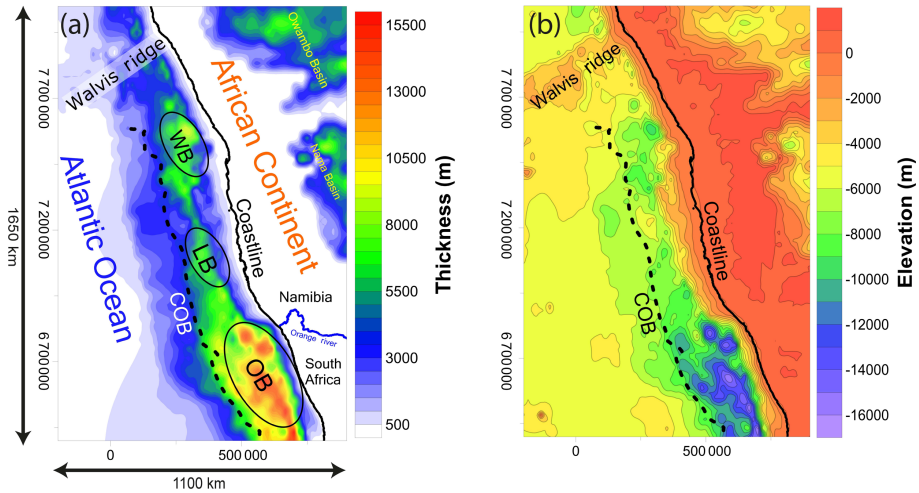 (a)
Walvis ridge
Owambo Basin
African Continent
WB
Nama Basin
Atlantic Ocean
Coastline
LB
COB
Namibia
Orange river
South
Africa
OB
7 700 000
7 200 000
6 700 000
0
500 000
1650 km
1100 km
15500
13000
10500
8000
5500
3000
500
Thickness (m)
(b)
Walvis ridge
Coastline
COB
7 700 000
7 200 000
6 700 000
0
500 000
0
-2000
-4000
-6000
-8000
-10000
-12000
-14000
-16000
Elevation (m)